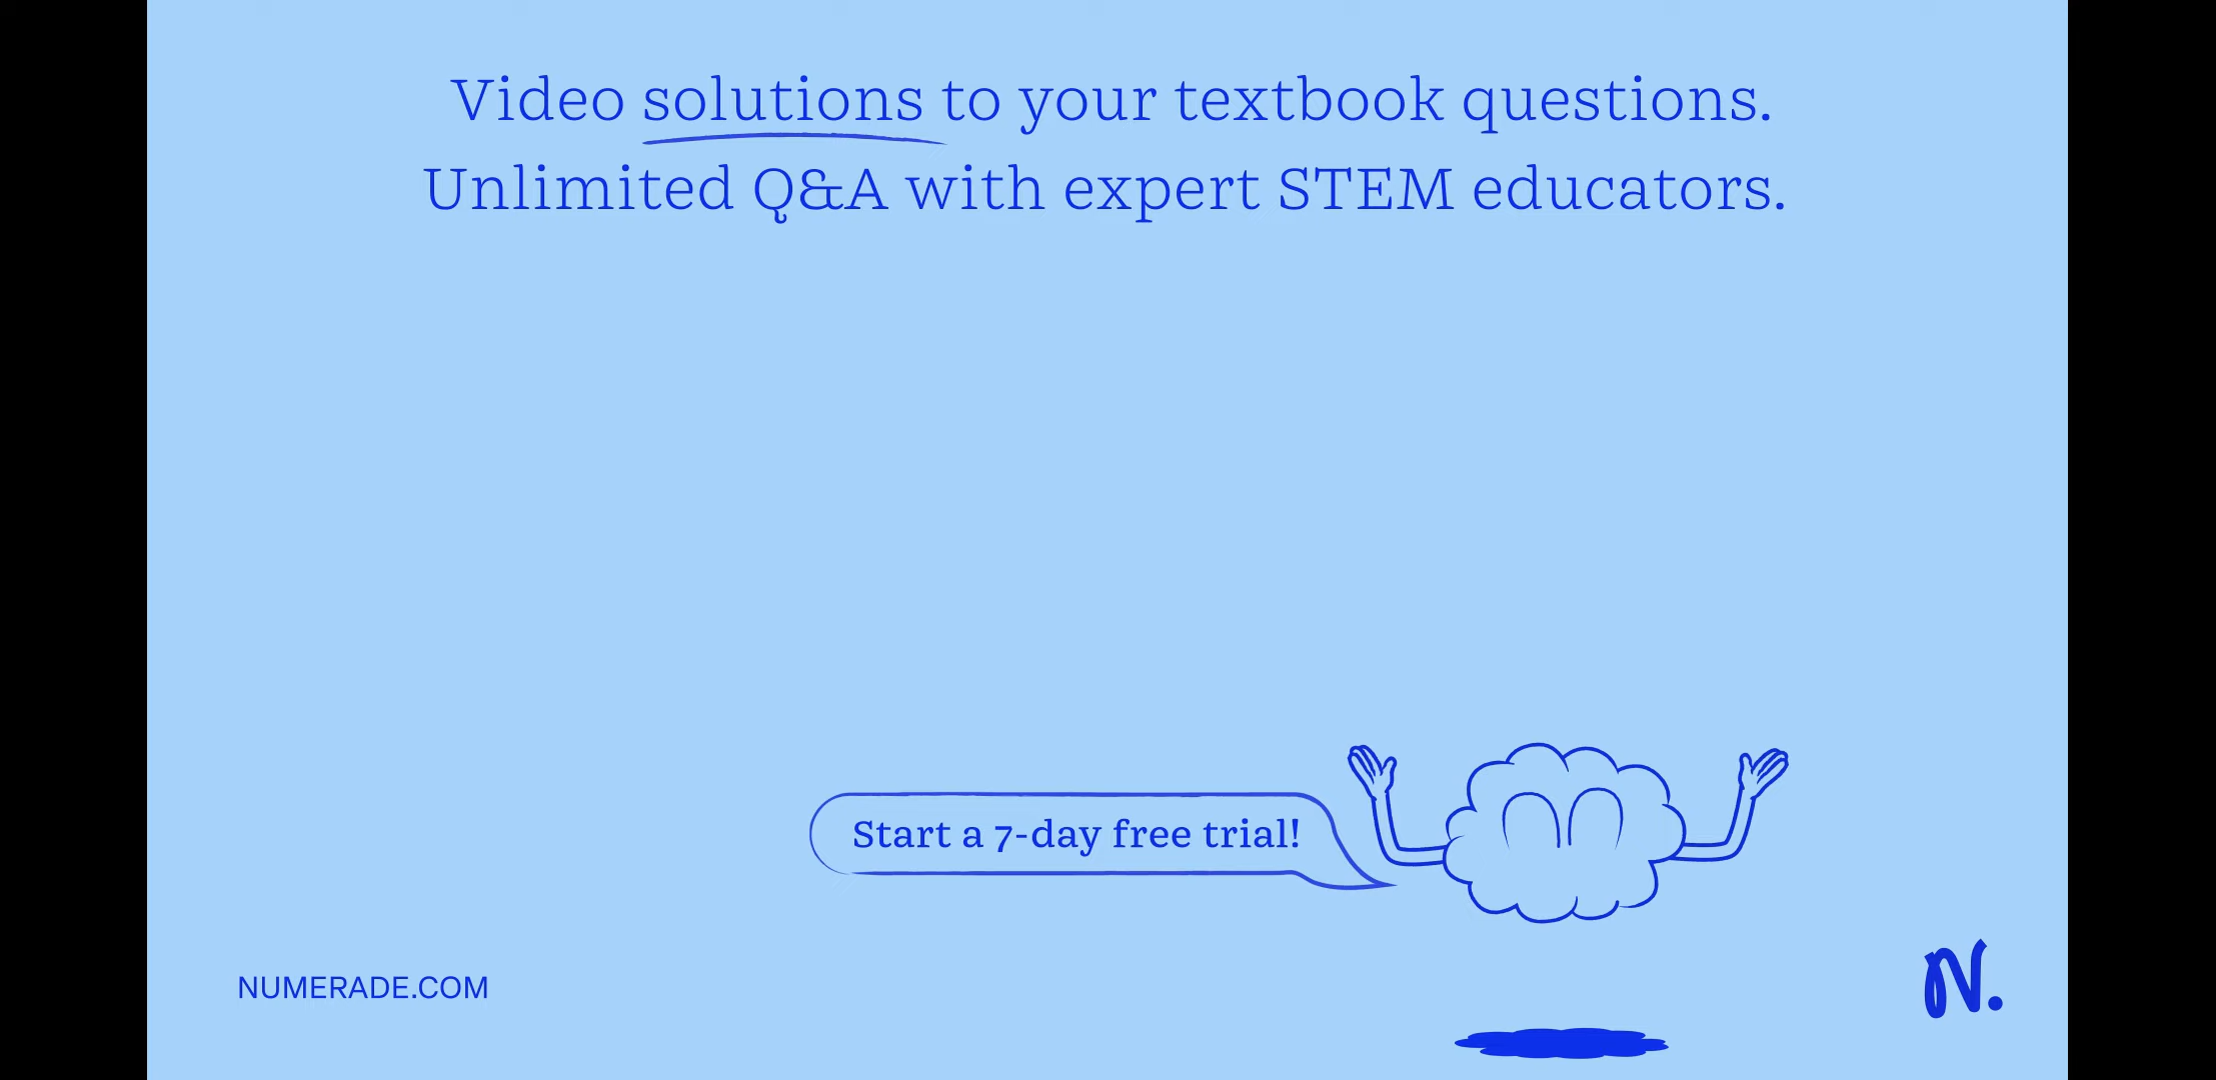 Video solutions to your textbook questions.
Unlimited Q&A with expert STEM educators.
Start a 7-day free trial!
NUMERADE.COM
N.